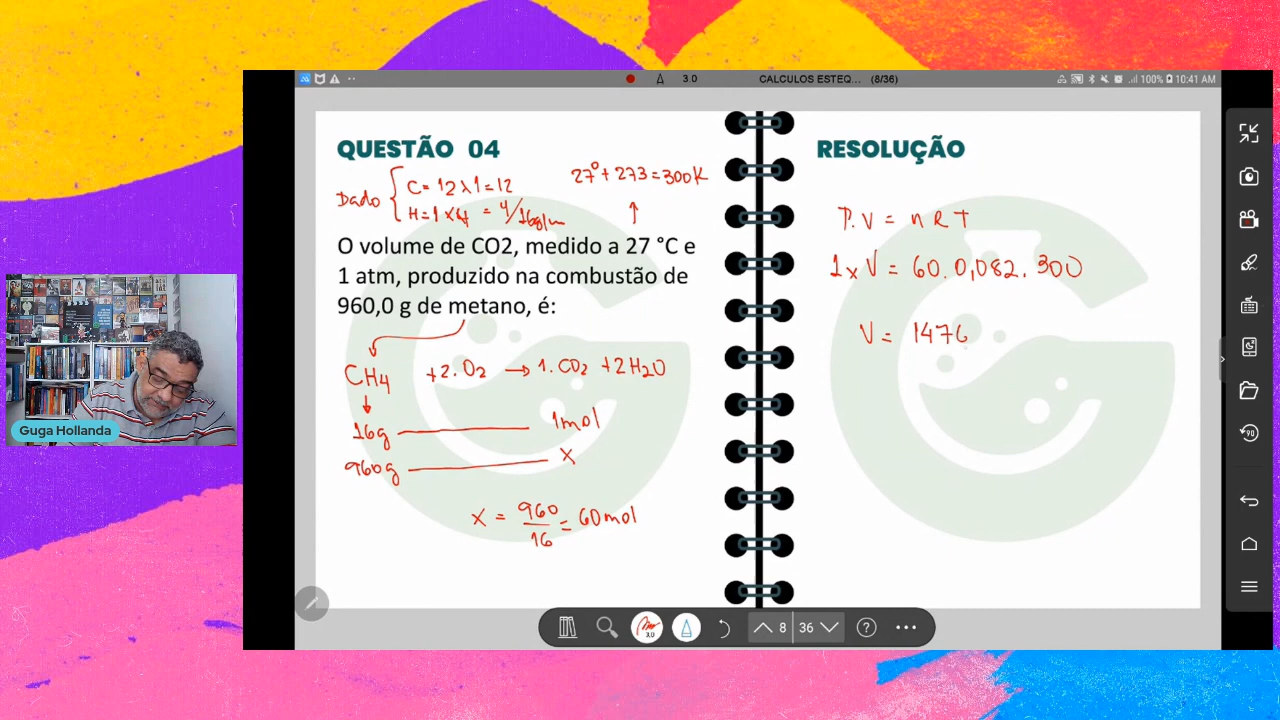 3.0
CALCULOS ESTEQ... (8/36)
100% 10:41 AM
QUESTÃO 04
Dado
C= 12 x 1 = 12
H= 1 x 4 = 4/16g/m
27° + 273 = 300K
O volume de CO2, medido a 27 °C e
1 atm, produzido na combustão de
960,0 g de metano, é:
CH4 + 2.O2 → 1.CO2 + 2H2O
16g 1mol
960g X
X = 960/16 = 60mol
RESOLUÇÃO
P.V = n R T
1 x V = 60.0,082.300
V = 1476
Guga Hollanda
3,0
8 36
?
90